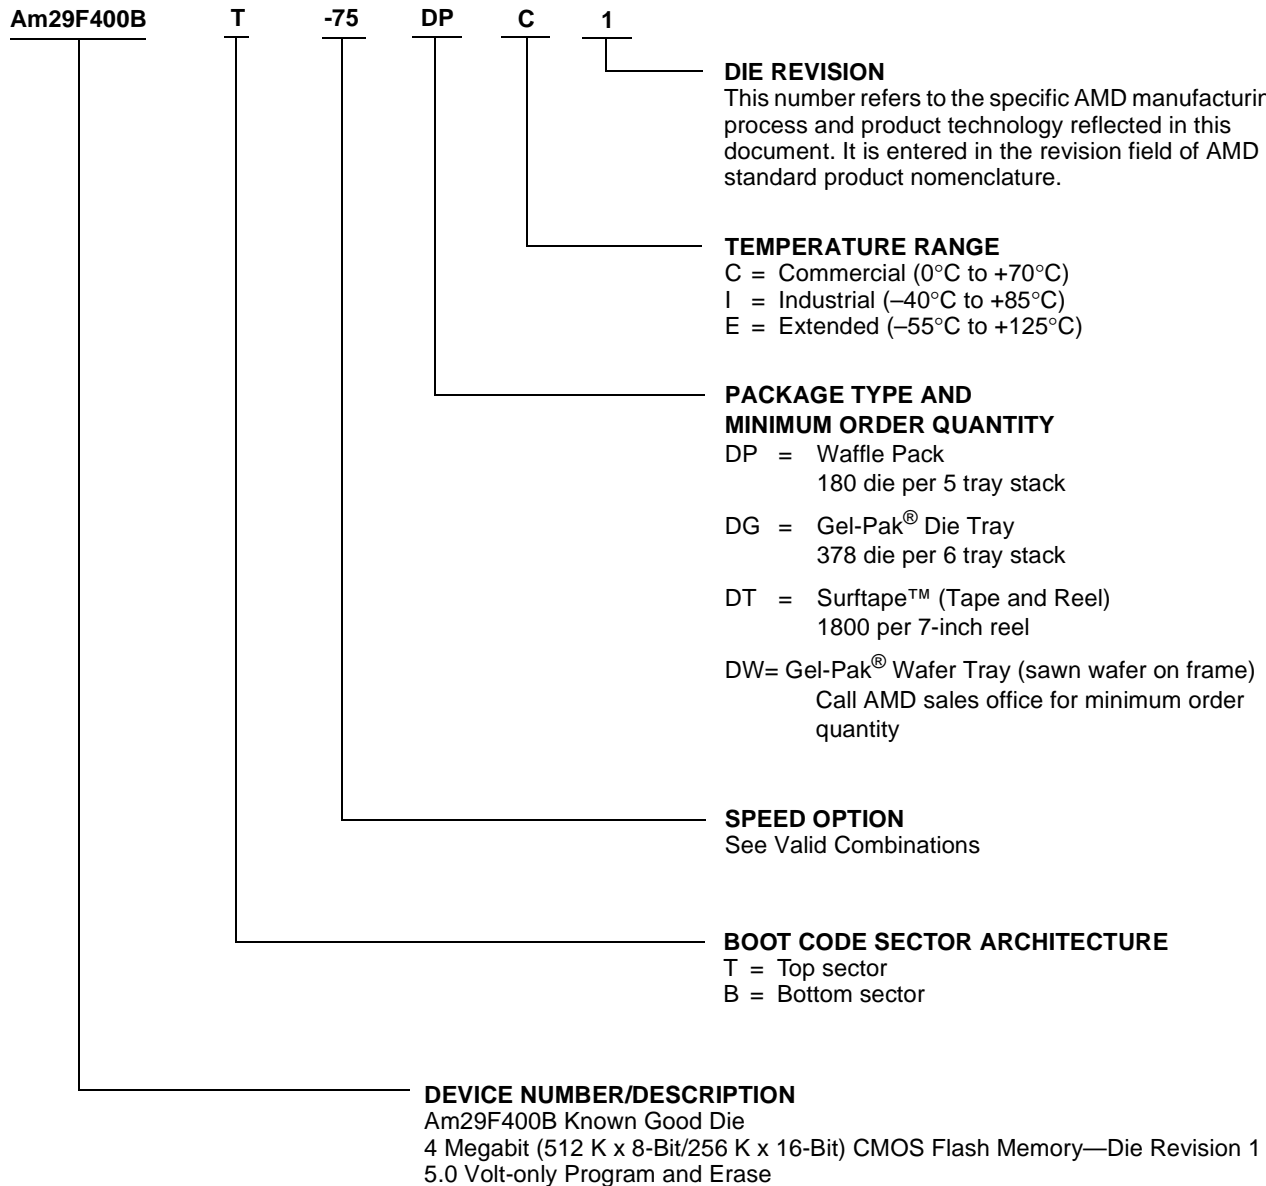 Am29F400B T -75 DP C 1
DIE REVISION
This number refers to the specific AMD manufacturin
process and product technology reflected in this
document. It is entered in the revision field of AMD
standard product nomenclature.
TEMPERATURE RANGE
C = Commercial (0°C to +70°C)
I = Industrial (–40°C to +85°C)
E = Extended (–55°C to +125°C)
PACKAGE TYPE AND
MINIMUM ORDER QUANTITY
DP = Waffle Pack
180 die per 5 tray stack
DG = Gel-Pak® Die Tray
378 die per 6 tray stack
DT = Surftape™ (Tape and Reel)
1800 per 7-inch reel
DW= Gel-Pak® Wafer Tray (sawn wafer on frame)
Call AMD sales office for minimum order
quantity
SPEED OPTION
See Valid Combinations
BOOT CODE SECTOR ARCHITECTURE
T = Top sector
B = Bottom sector
DEVICE NUMBER/DESCRIPTION
Am29F400B Known Good Die
4 Megabit (512 K x 8-Bit/256 K x 16-Bit) CMOS Flash Memory—Die Revision 1
5.0 Volt-only Program and Erase